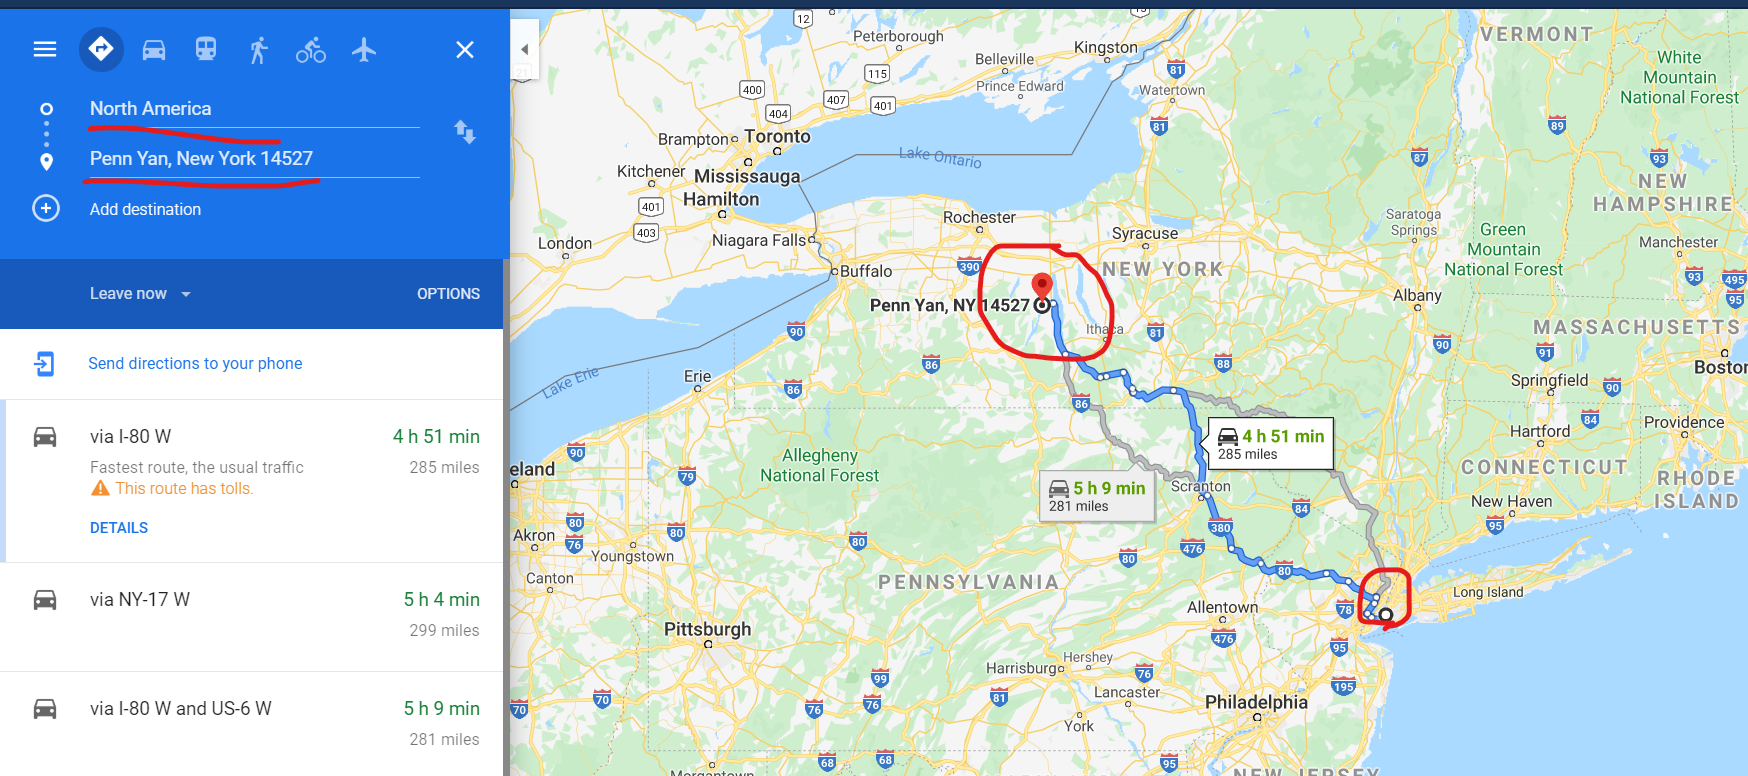 North America
Penn Yan, New York 14527
Add destination
Leave now
OPTIONS
Send directions to your phone
via I-80 W
4 h 51 min
Fastest route, the usual traffic
285 miles
This route has tolls.
DETAILS
via NY-17 W
5 h 4 min
299 miles
via I-80 W and US-6 W
5 h 9 min
281 miles
12
Peterborough
Kingston
VERMONT
Belleville
Prince Edward
81
Watertown
White
Mountain
National Forest
115
400
407
401
404
Brampton
Toronto
Lake Ontario
81
89
87
93
Kitchener
Mississauga
Hamilton
401
403
NEW
HAMPSHIRE
Rochester
Saratoga
Springs
London
Niagara Falls
Syracuse
Green
Mountain
National Forest
Manchester
Buffalo
390
NEW YORK
93
495
95
Penn Yan, NY 14527
Albany
Ithaca
90
81
90
MASSACHUSETTS
86
88
91
Boston
Lake Erie
Erie
86
86
Springfield
90
84
Hartford
Providence
4 h 51 min
285 miles
90
eland
Allegheny
National Forest
CONNECTICUT
79
5 h 9 min
281 miles
Scranton
RHODE
ISLAND
84
New Haven
95
80
76
Akron
Youngstown
80
80
380
476
80
80
Canton
PENNSYLVANIA
Long Island
78
Allentown
476
Pittsburgh
95
Harrisburg
Hershey
76
99
70
70
76
72
81
Lancaster
195
Philadelphia
York
68
68
95
Morgantown
NEW JERSEY